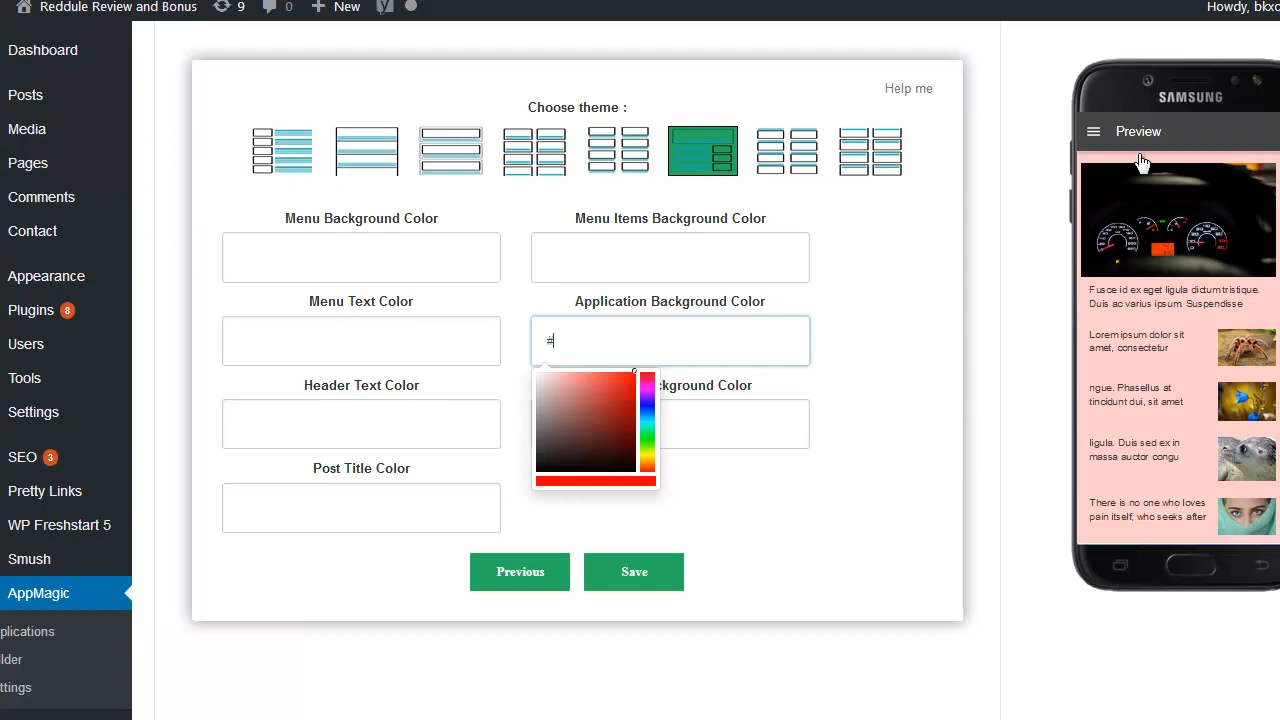 Reddule Review and Bonus 9 0 New Howdy, bkxc
Dashboard
Posts
Media
Pages
Comments
Contact
Appearance
Plugins 8
Users
Tools
Settings
SEO 3
Pretty Links
WP Freshstart 5
Smush
AppMagic
plications
ilder
ttings
Help me
Choose theme :
Menu Background Color
Menu Items Background Color
Menu Text Color
Application Background Color
#
Header Text Color
ckground Color
Post Title Color
Previous
Save
SAMSUNG
Preview
Fusce id ex eget ligula dictum tristique.
Duis ac varius ipsum. Suspendisse
Lorem ipsum dolor sit
amet, consectetur
ngue. Phasellus at
tincidunt dui, sit amet
ligula. Duis sed ex in
massa auctor congu
There is no one who loves
pain itself, who seeks after